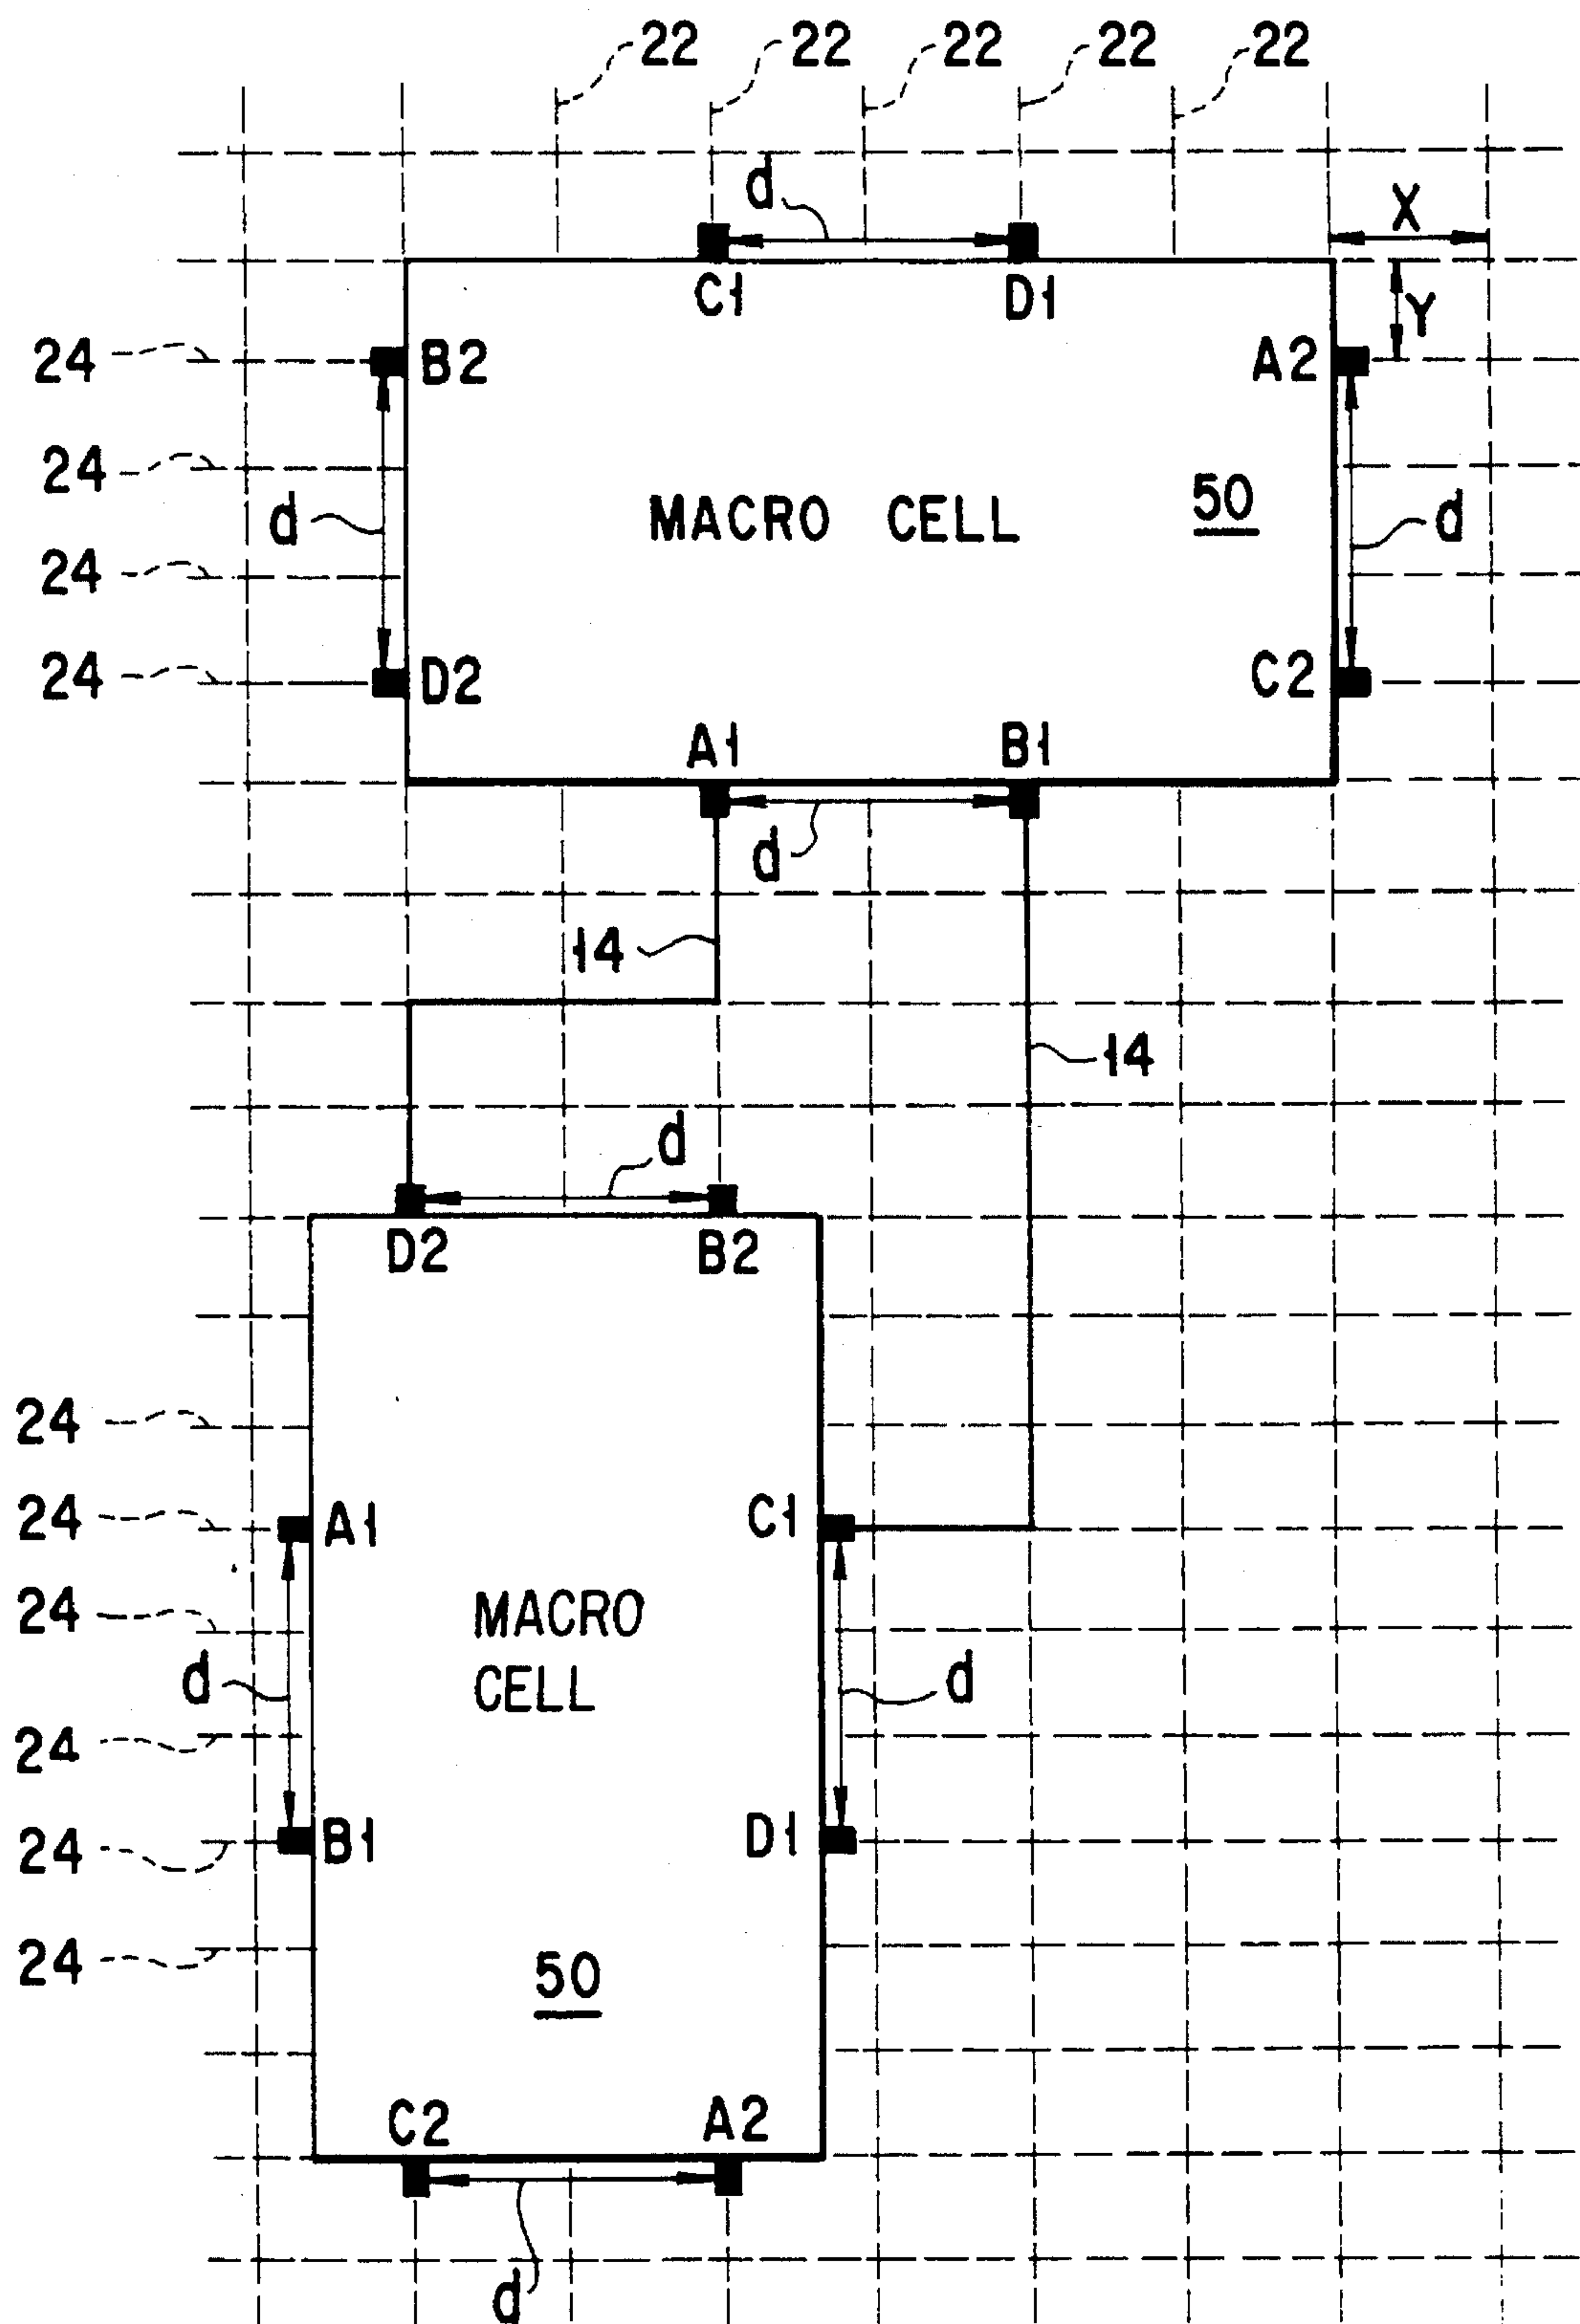 22 22 22 22 22
d
X
C1 D1
Y
24 B2 A2
24
d MACRO CELL 50 d
24
24 D2 C2
A1 B1
d
14
14
d
D2 B2
24
24 A1 C1
24
MACRO
d d
CELL
24
24 B1 D1
24
50
C2 A2
d